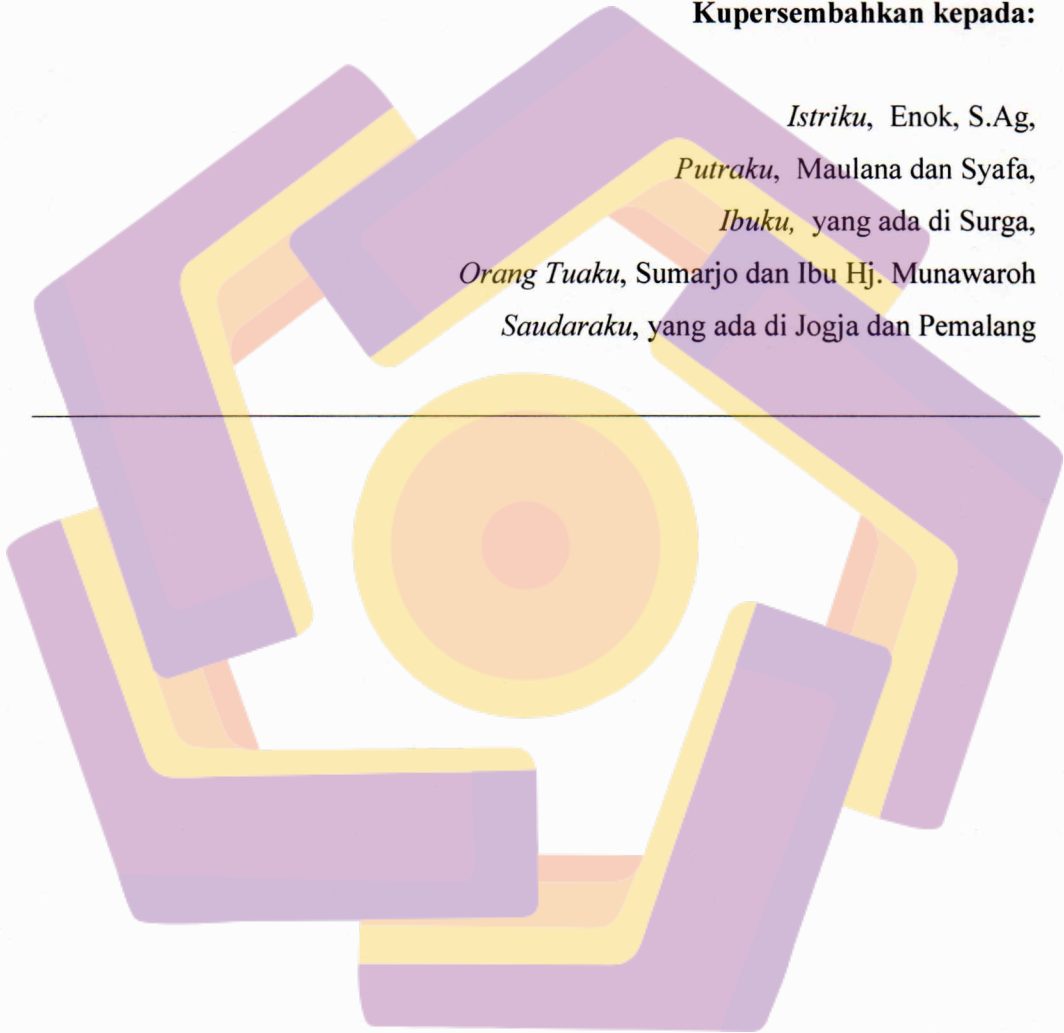 Kupersembahkan kepada:
Istriku, Enok, S.Ag,
Putraku, Maulana dan Syafa,
Ibuku, yang ada di Surga,
Orang Tuaku, Sumarjo dan Ibu Hj. Munawaroh
Saudaraku, yang ada di Jogja dan Pemalang